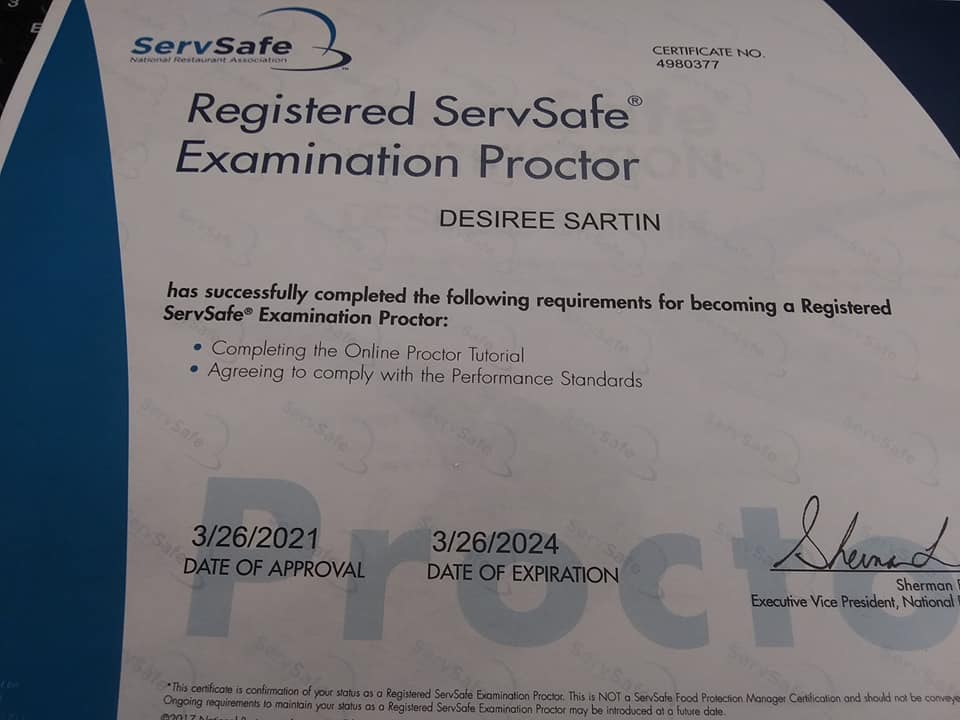 ServSafe
National Restaurant Association
CERTIFICATE NO.
4980377
Registered ServSafe®
Examination Proctor
DESIREE SARTIN
has successfully completed the following requirements for becoming a Registered
ServSafe® Examination Proctor:
• Completing the Online Proctor Tutorial
• Agreeing to comply with the Performance Standards
Procto
3/26/2021
DATE OF APPROVAL
3/26/2024
DATE OF EXPIRATION
Sherman
Executive Vice President, National
*This certificate is confirmation of your status as a Registered ServSafe Examination Proctor. This is NOT a ServSafe Food Protection Manager Certification and should not be conveye
Ongoing requirements to maintain your status as a Registered ServSafe Examination Proctor may be introduced at a future date.
©2017 National